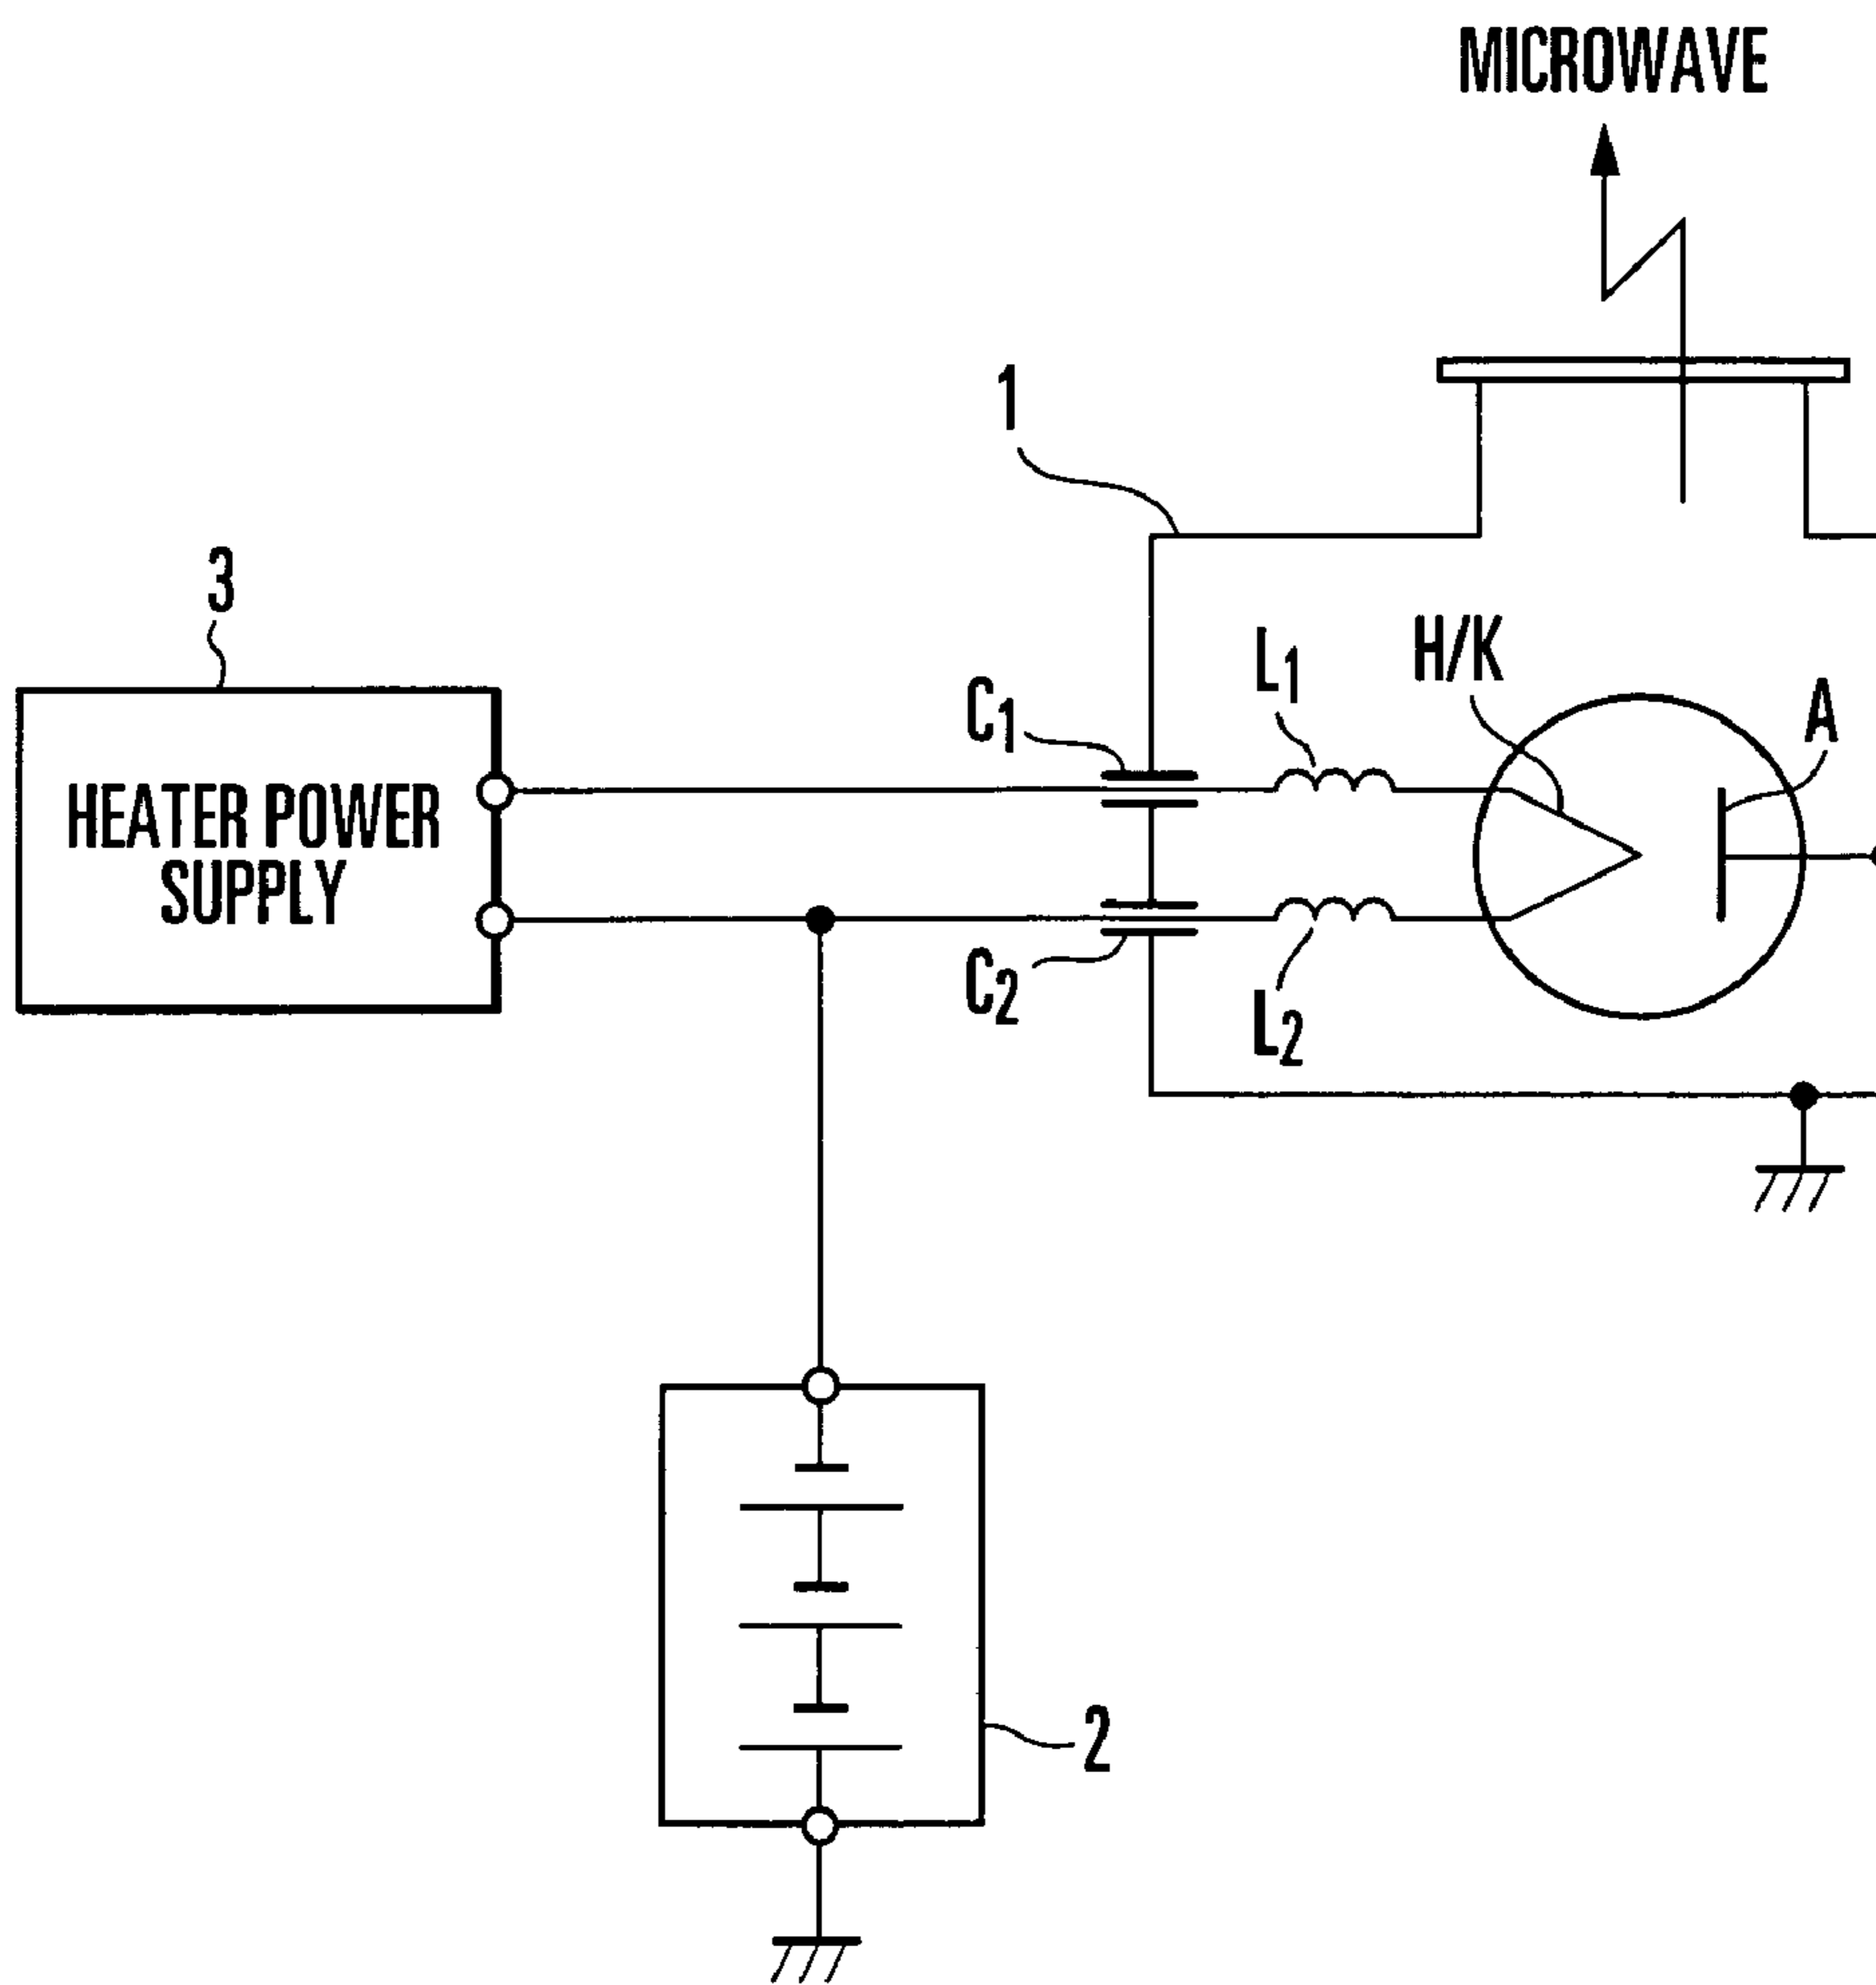 MICROWAVE
1
3
L1
H/K
C1
A
HEATER POWER
SUPPLY
C2
L2
2